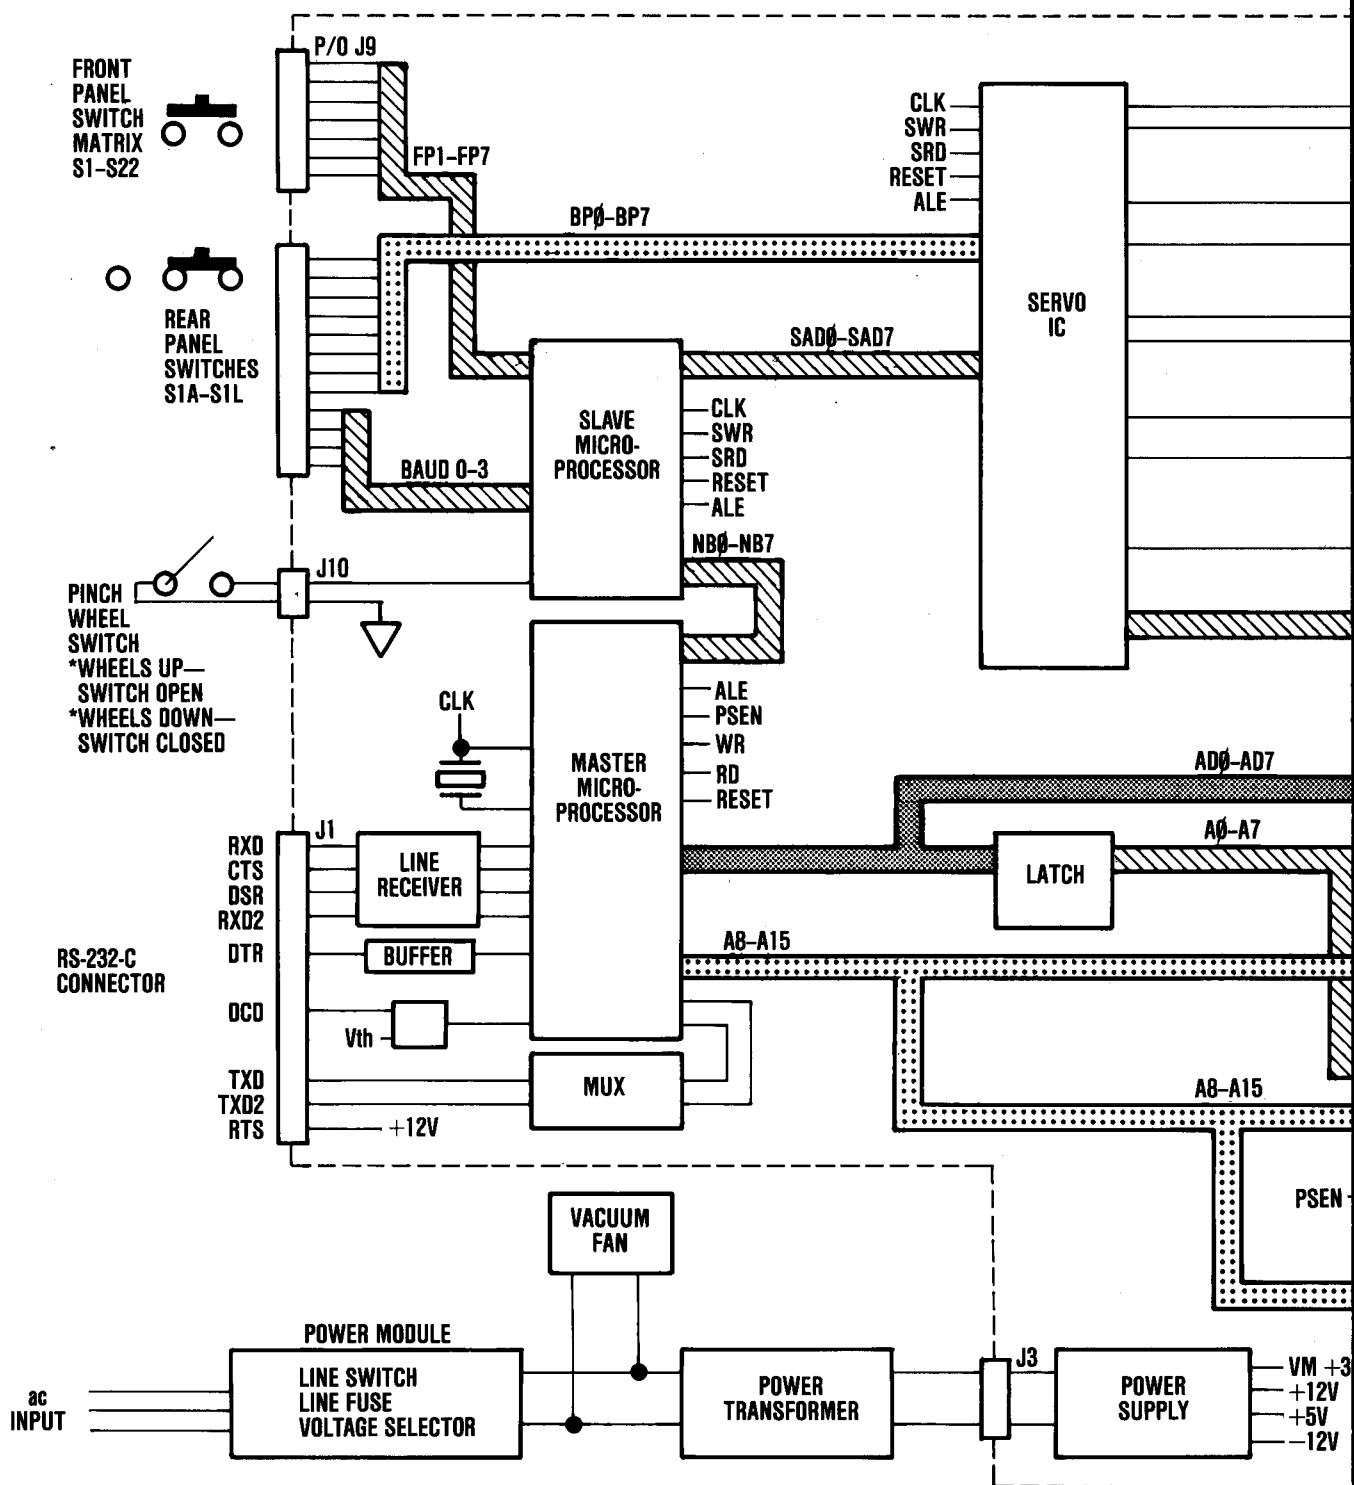 P/O J9
FRONT
PANEL
SWITCH
MATRIX
S1-S22
FP1-FP7
BPØ-BP7
CLK
SWR
SRD
RESET
ALE
SERVO
IC
REAR
PANEL
SWITCHES
S1A-S1L
SADØ-SAD7
SLAVE
MICRO-
PROCESSOR
CLK
SWR
SRD
RESET
ALE
BAUD 0-3
NBØ-NB7
J10
PINCH
WHEEL
SWITCH
*WHEELS UP—
SWITCH OPEN
*WHEELS DOWN—
SWITCH CLOSED
CLK
MASTER
MICRO-
PROCESSOR
ALE
PSEN
WR
RD
RESET
ADØ-AD7
AØ-A7
LATCH
J1
RXD
CTS
DSR
RXD2
DTR
DCD
TXD
TXD2
RTS
LINE
RECEIVER
BUFFER
RS-232-C
CONNECTOR
Vth
MUX
+12V
A8-A15
A8-A15
PSEN
VACUUM
FAN
POWER MODULE
LINE SWITCH
LINE FUSE
VOLTAGE SELECTOR
ac
INPUT
POWER
TRANSFORMER
J3
POWER
SUPPLY
VM +3
+12V
+5V
-12V